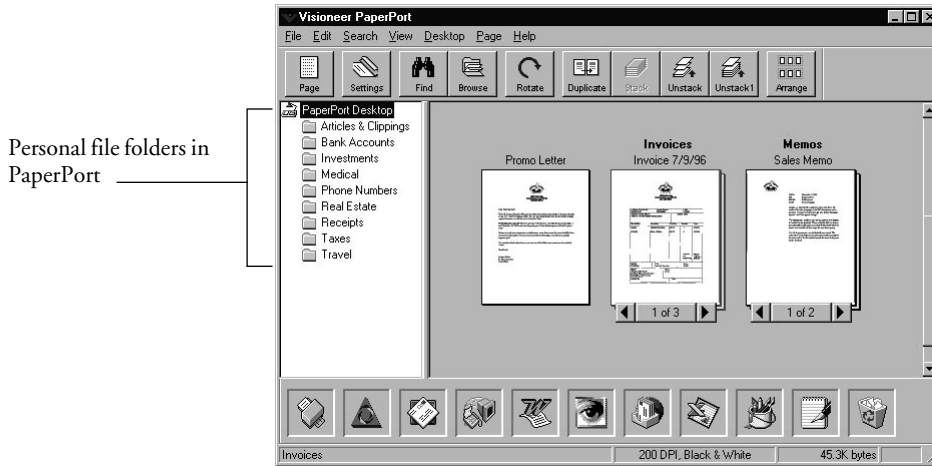 Visioneer PaperPort
File Edit Search View Desktop Page Help
Page Settings Find Browse Rotate Duplicate Stack Unstack Unstack1 Arrange
Personal file folders in
PaperPort
PaperPort Desktop
Articles & Clippings
Bank Accounts
Investments
Medical
Phone Numbers
Real Estate
Receipts
Taxes
Travel
Promo Letter
Invoices
Invoice 7/9/96
Memos
Sales Memo
1 of 3
1 of 2
Invoices 200 DPI, Black & White 45.3K bytes